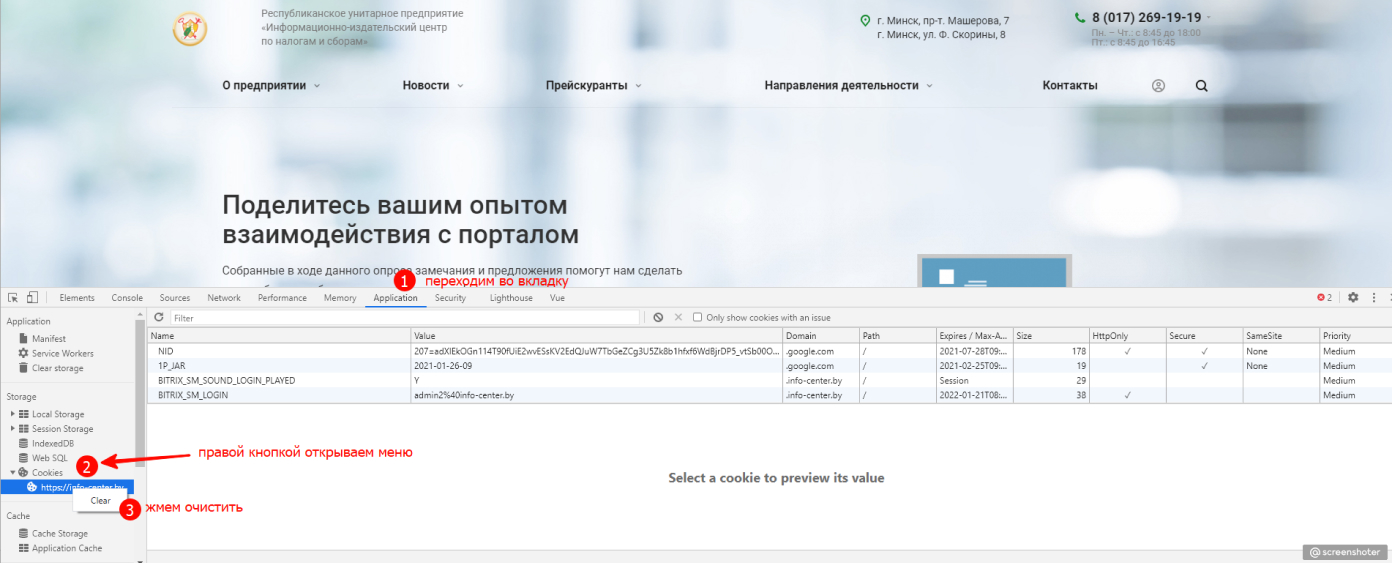 Республиканское унитарное предприятие
«Информационно-издательский центр
по налогам и сборам»
г. Минск, пр-т. Машерова, 7
г. Минск, ул. Ф. Скорины, 8
8 (017) 269-19-19
Пн. – Чт.: с 8:45 до 18:00
Пт.: с 8:45 до 16:45
О предприятии
Новости
Прейскуранты
Направления деятельности
Контакты
Поделитесь вашим опытом
взаимодействия с порталом
Собранные в ходе данного опроса замечания и предложения помогут нам сделать
1 переходим во вкладку
Elements Console Sources Network Performance Memory Application Security Lighthouse Vue 2
Application
Manifest
Service Workers
Clear storage
Storage
Local Storage
Session Storage
IndexedDB
Web SQL
Cookies
https://info-center.by
Clear
Cache
Cache Storage
Application Cache
Filter Only show cookies with an issue
Name Value Domain Path Expires / Max-A... Size HttpOnly Secure SameSite Priority
NID .google.com / 2021-07-28T09:... 178 ✓ ✓ None Medium
1P_JAR 2021-01-26-09 .google.com / 2021-02-25T09:... 19 ✓ None Medium
BITRIX_SM_SOUND_LOGIN_PLAYED Y .info-center.by / Session 29 Medium
BITRIX_SM_LOGIN admin2%40info-center.by .info-center.by / 2022-01-21T08:... 38 ✓ Medium
2 правой кнопкой открываем меню
3 жмем очистить
Select a cookie to preview its value
screenshoter